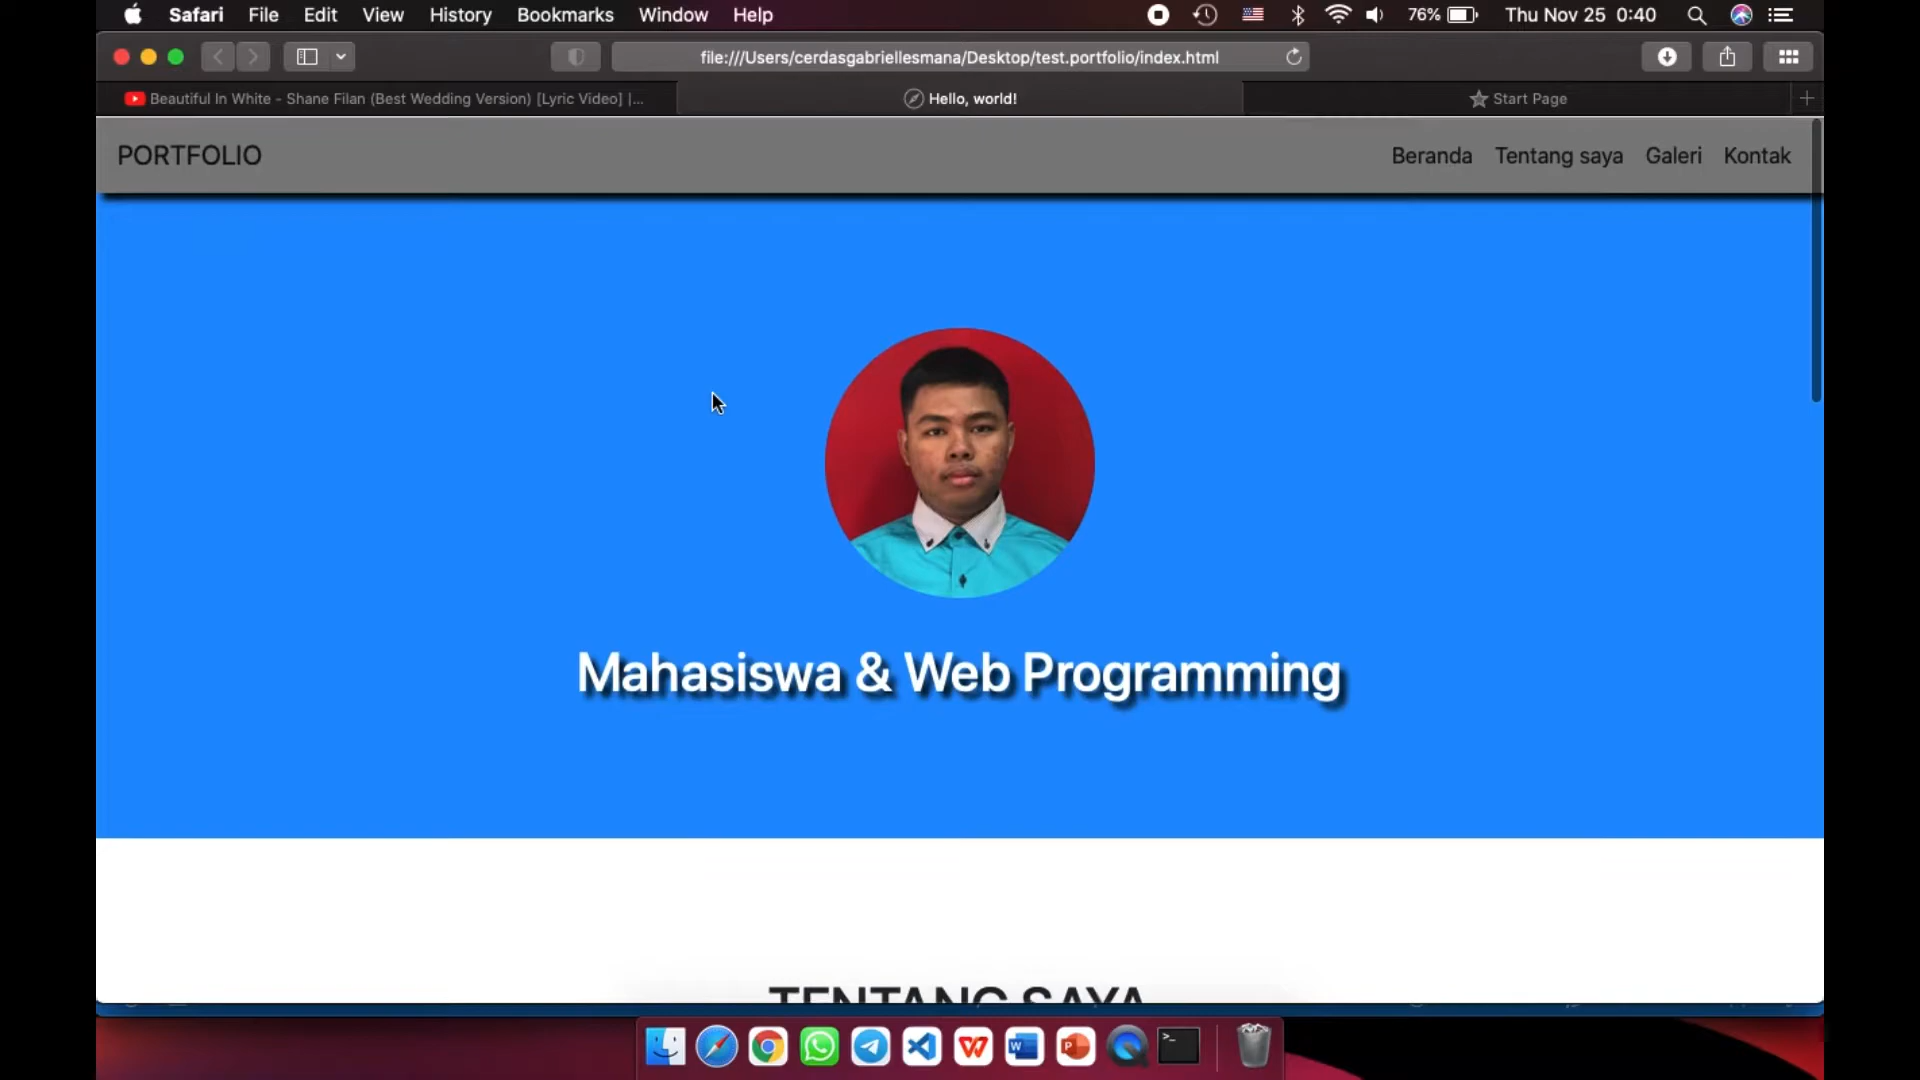 Safari File Edit View History Bookmarks Window Help 76% Thu Nov 25 0:40
file:///Users/cerdasgabriellesmana/Desktop/test.portfolio/index.html
Beautiful In White - Shane Filan (Best Wedding Version) [Lyric Video] |... Hello, world! Start Page
PORTFOLIO Beranda Tentang saya Galeri Kontak
Mahasiswa & Web Programming
TENTANG SAYA